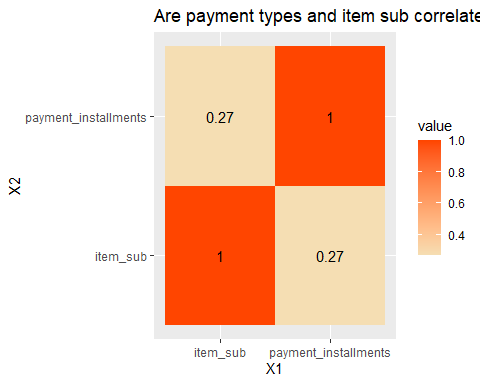 Are payment types and item sub correlate
payment_installments
item_sub
X2
0.27
1
1
0.27
item_sub
payment_installments
X1
value
1.0
0.8
0.6
0.4